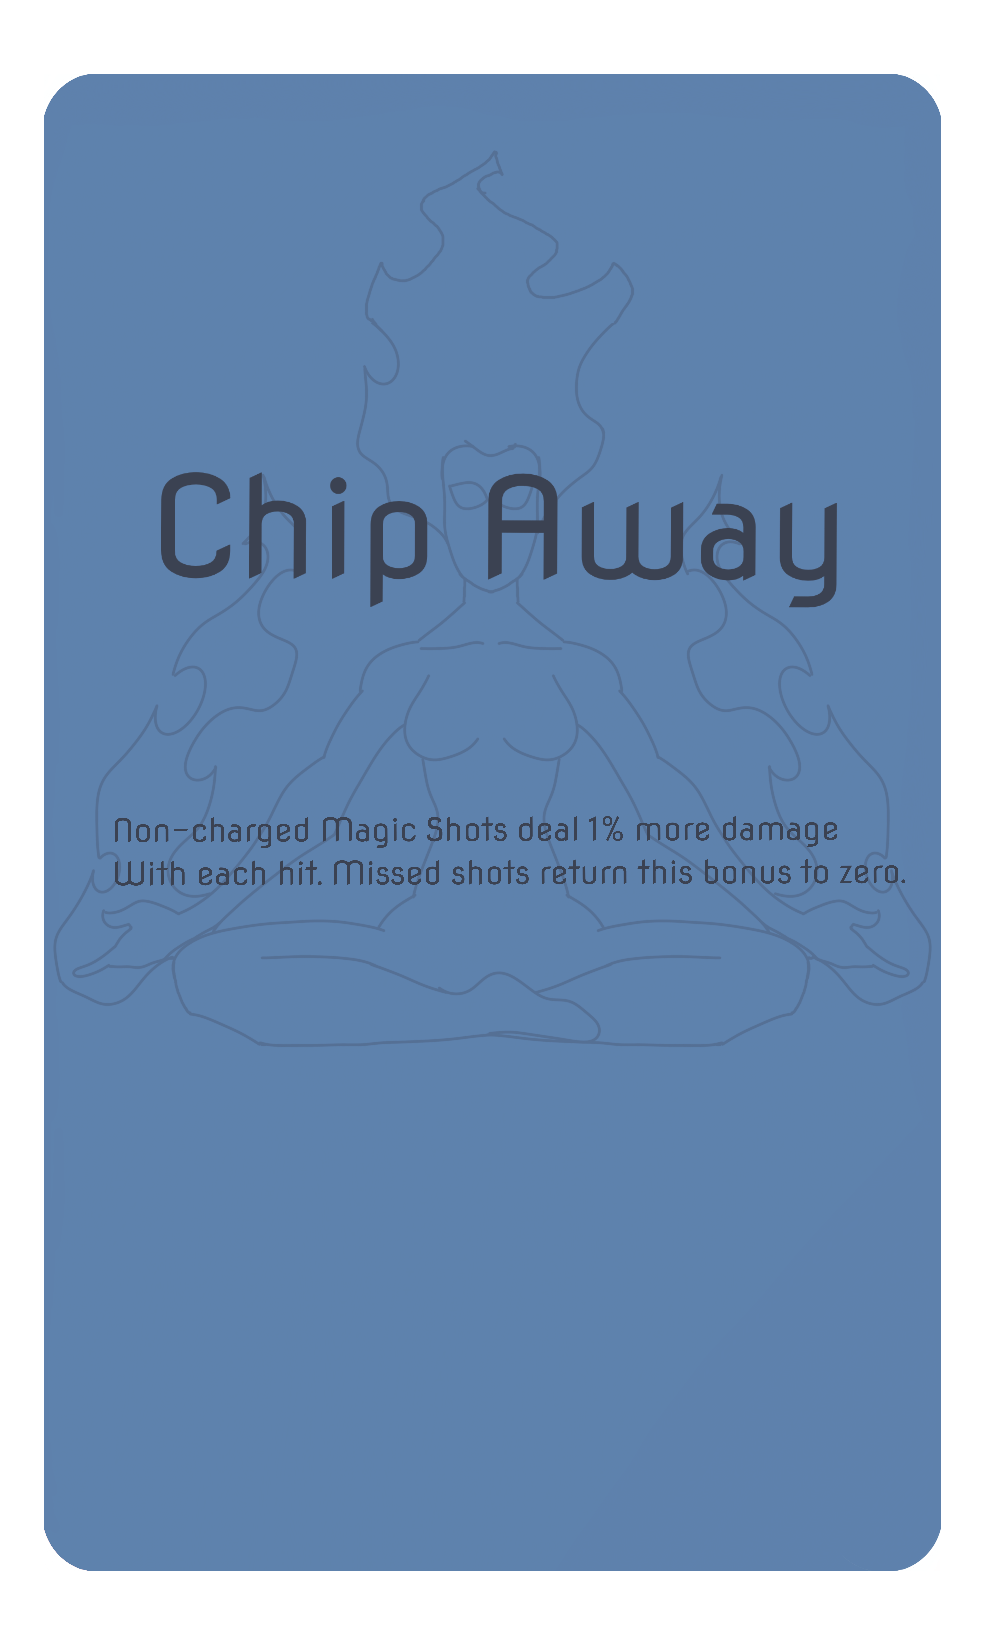 Chip Away
Non-charged Magic Shots deal 1% more damage
With each hit. Missed shots return this bonus to zero.